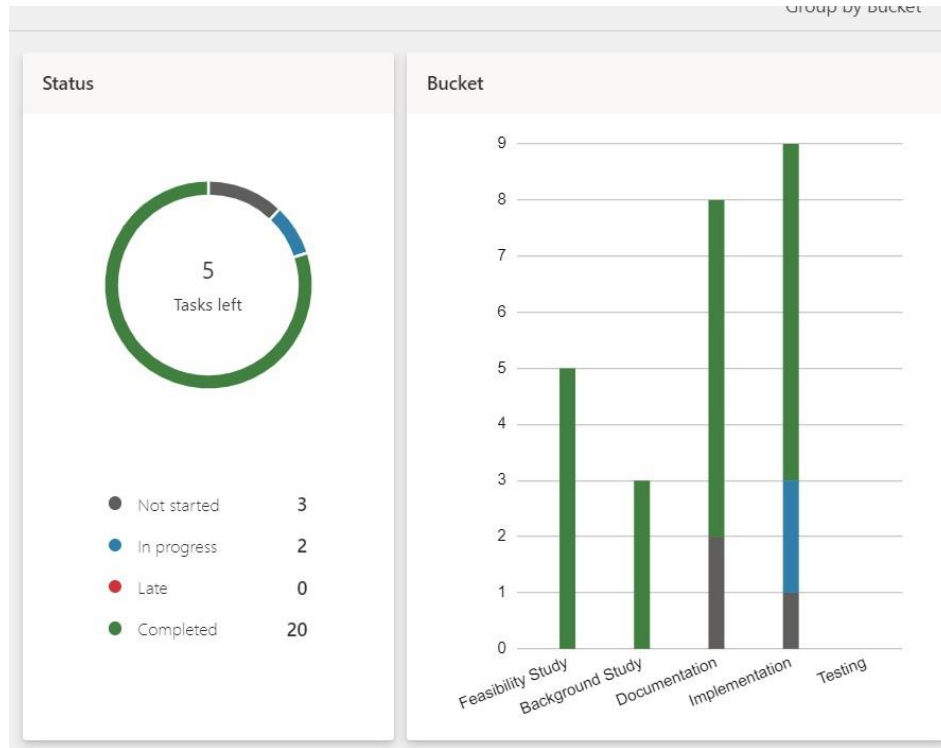 Group by Bucket
Status
Bucket
5
Tasks left
Not started 3
In progress 2
Late 0
Completed 20
9
8
7
6
5
4
3
2
1
0
Feasibility Study
Background Study
Documentation
Implementation
Testing